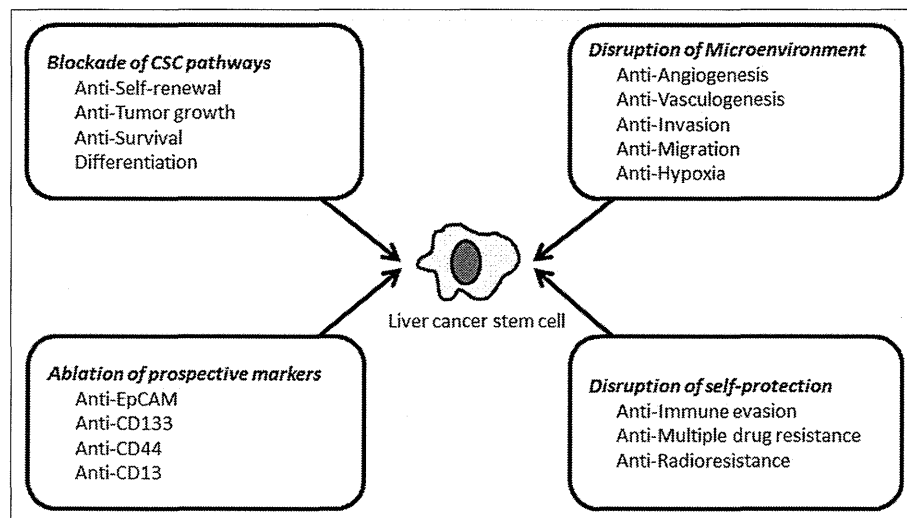 Blockade of CSC pathways
Anti-Self-renewal
Anti-Tumor growth
Anti-Survival
Differentiation
Disruption of Microenvironment
Anti-Angiogenesis
Anti-Vasculogenesis
Anti-Invasion
Anti-Migration
Anti-Hypoxia
Liver cancer stem cell
Ablation of prospective markers
Anti-EpCAM
Anti-CD133
Anti-CD44
Anti-CD13
Disruption of self-protection
Anti-Immune evasion
Anti-Multiple drug resistance
Anti-Radioresistance